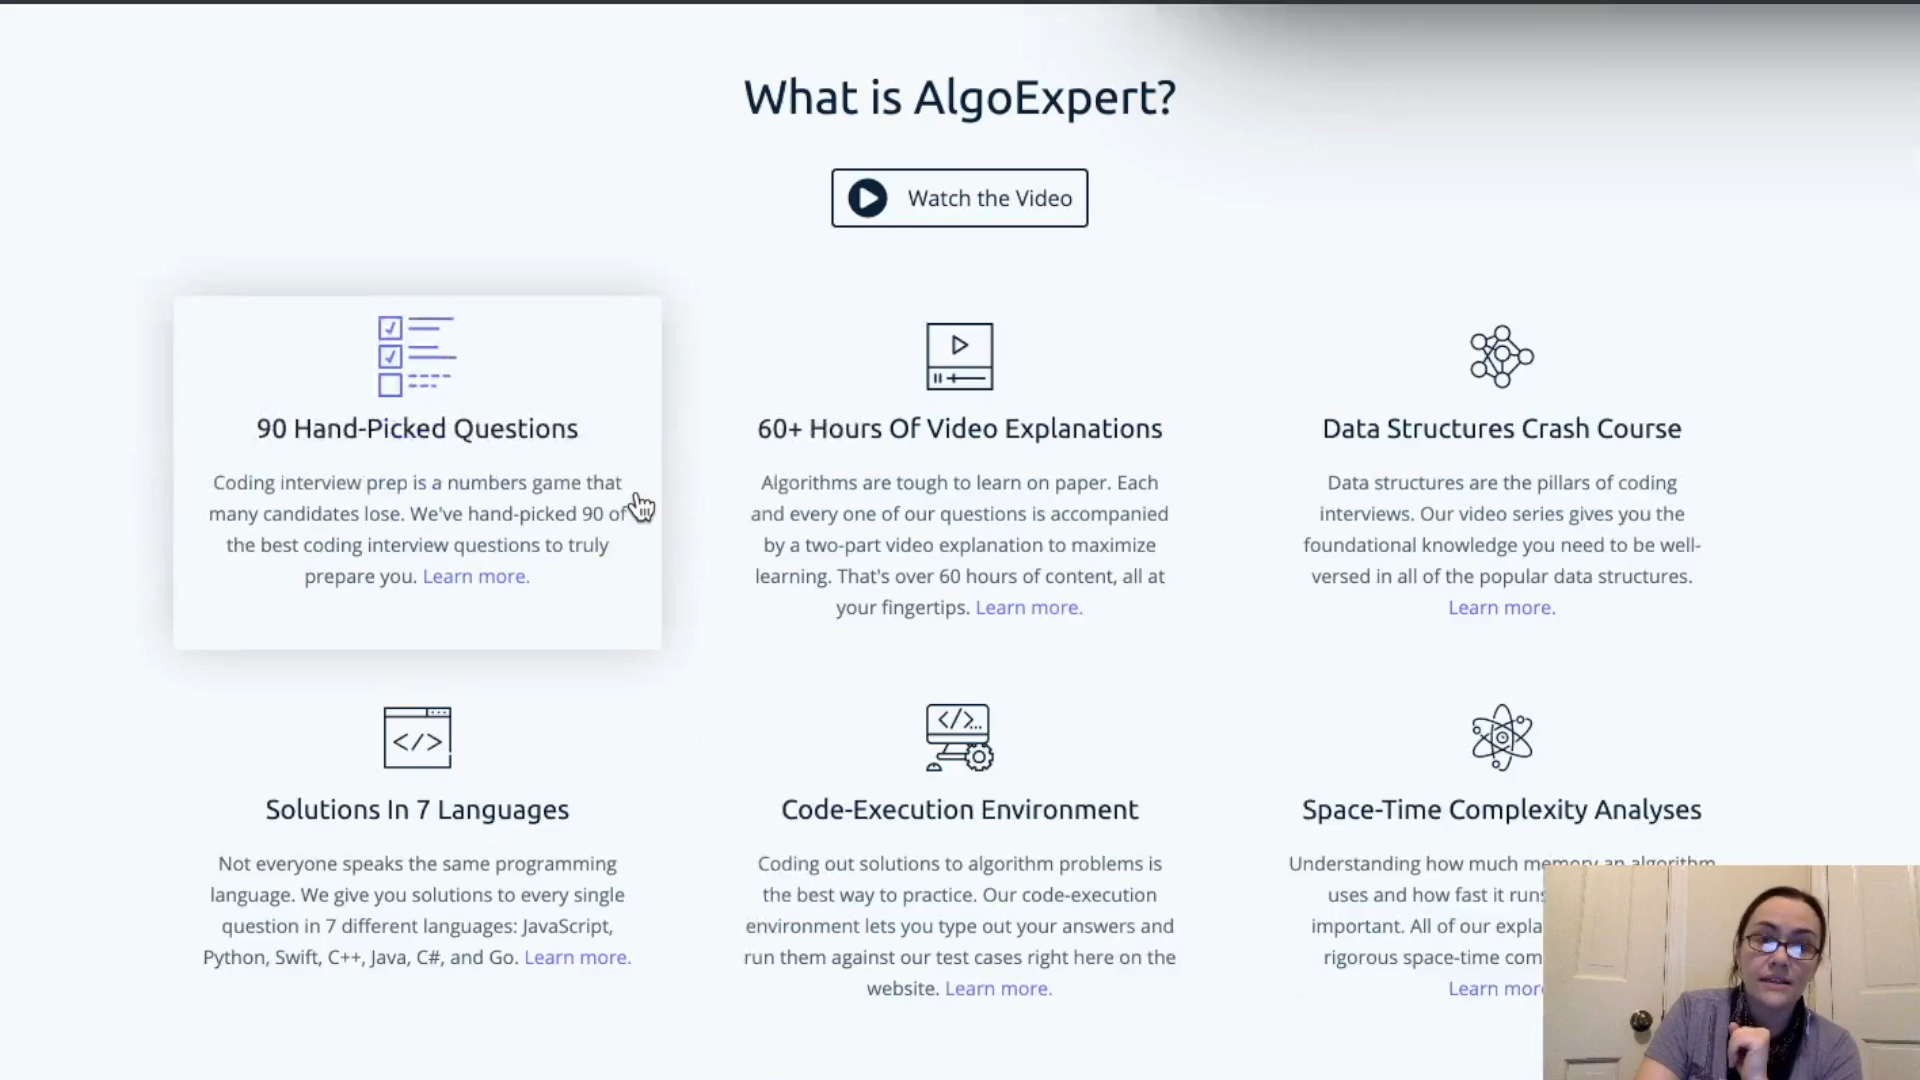 What is AlgoExpert?
Watch the Video
90 Hand-Picked Questions
Coding interview prep is a numbers game that
many candidates lose. We've hand-picked 90 of
the best coding interview questions to truly
prepare you. Learn more.
60+ Hours Of Video Explanations
Algorithms are tough to learn on paper. Each
and every one of our questions is accompanied
by a two-part video explanation to maximize
learning. That's over 60 hours of content, all at
your fingertips. Learn more.
Data Structures Crash Course
Data structures are the pillars of coding
interviews. Our video series gives you the
foundational knowledge you need to be well-
versed in all of the popular data structures.
Learn more.
Solutions In 7 Languages
Not everyone speaks the same programming
language. We give you solutions to every single
question in 7 different languages: JavaScript,
Python, Swift, C++, Java, C#, and Go. Learn more.
Code-Execution Environment
Coding out solutions to algorithm problems is
the best way to practice. Our code-execution
environment lets you type out your answers and
run them against our test cases right here on the
website. Learn more.
Space-Time Complexity Analyses
Understanding how much memory an algorithm
uses and how fast it runs
important. All of our
rigorous space-time
Learn